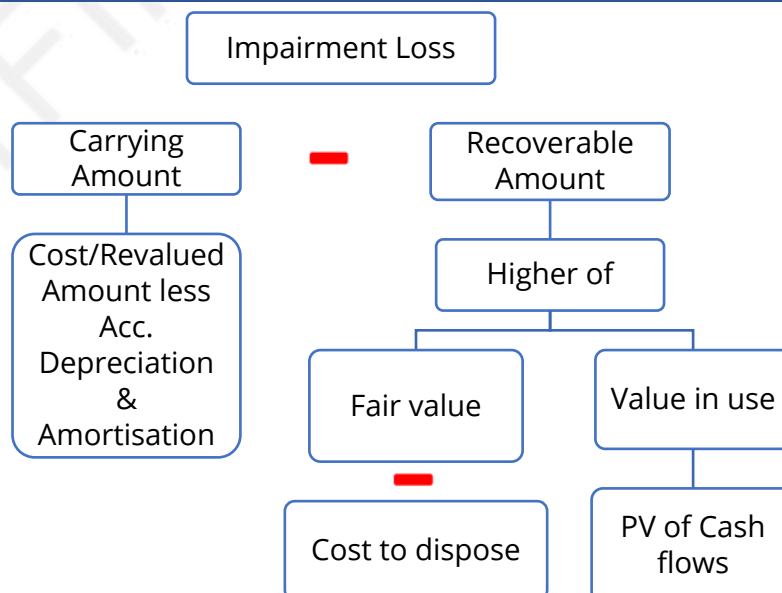 Impairment Loss
Carrying
Amount
Recoverable
Amount
Cost/Revalued
Amount less
Acc.
Depreciation
&
Amortisation
Higher of
Fair value
Value in use
Cost to dispose
PV of Cash
flows